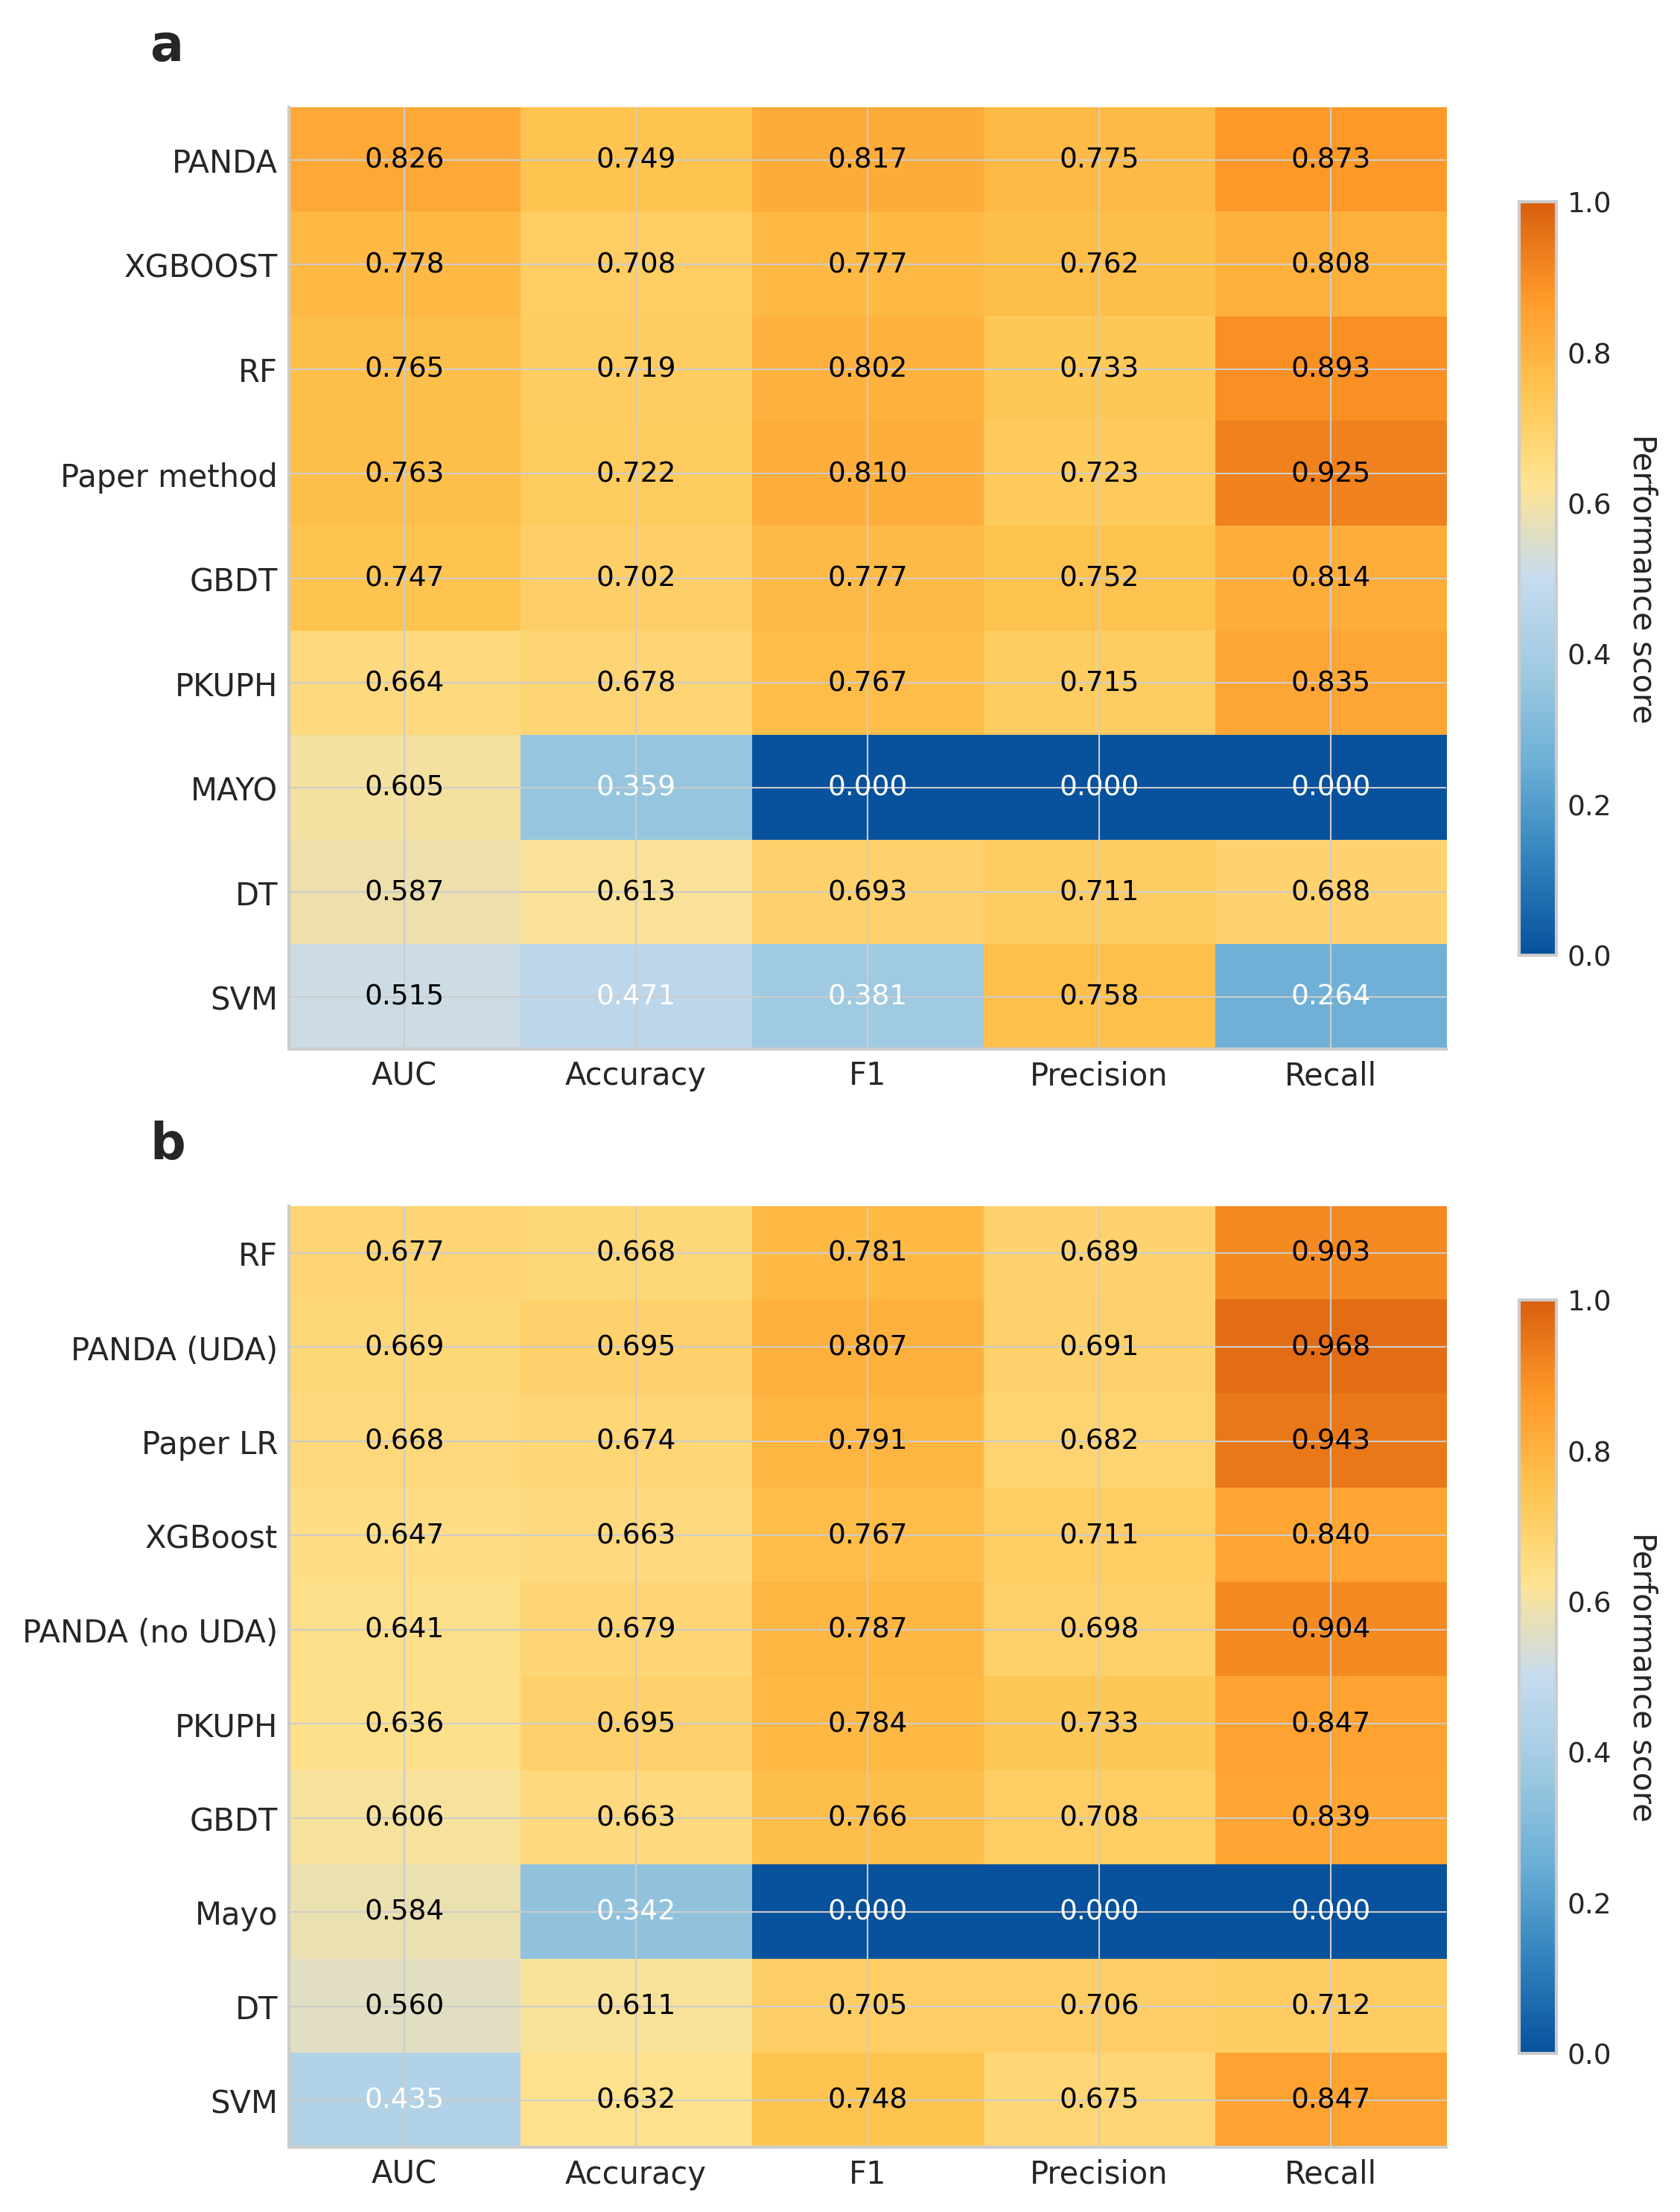 a
PANDA 0.826 0.749 0.817 0.775 0.873
XGBOOST 0.778 0.708 0.777 0.762 0.808
RF 0.765 0.719 0.802 0.733 0.893
Paper method 0.763 0.722 0.810 0.723 0.925
GBDT 0.747 0.702 0.777 0.752 0.814
PKUPH 0.664 0.678 0.767 0.715 0.835
MAYO 0.605 0.359 0.000 0.000 0.000
DT 0.587 0.613 0.693 0.711 0.688
SVM 0.515 0.471 0.381 0.758 0.264
AUC Accuracy F1 Precision Recall
1.0
0.8
0.6
0.4
0.2
0.0
Performance score
b
RF 0.677 0.668 0.781 0.689 0.903
PANDA (UDA) 0.669 0.695 0.807 0.691 0.968
Paper LR 0.668 0.674 0.791 0.682 0.943
XGBoost 0.647 0.663 0.767 0.711 0.840
PANDA (no UDA) 0.641 0.679 0.787 0.698 0.904
PKUPH 0.636 0.695 0.784 0.733 0.847
GBDT 0.606 0.663 0.766 0.708 0.839
Mayo 0.584 0.342 0.000 0.000 0.000
DT 0.560 0.611 0.705 0.706 0.712
SVM 0.435 0.632 0.748 0.675 0.847
AUC Accuracy F1 Precision Recall
1.0
0.8
0.6
0.4
0.2
0.0
Performance score